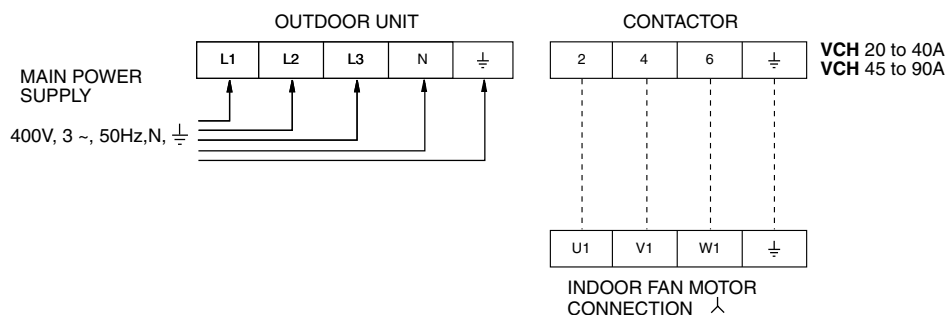 OUTDOOR UNIT
CONTACTOR
L1 L2 L3 N ⏚
2 4 6 ⏚
VCH 20 to 40A
VCH 45 to 90A
MAIN POWER
SUPPLY
400V, 3 ~, 50Hz,N, ⏚
U1 V1 W1 ⏚
INDOOR FAN MOTOR
CONNECTION